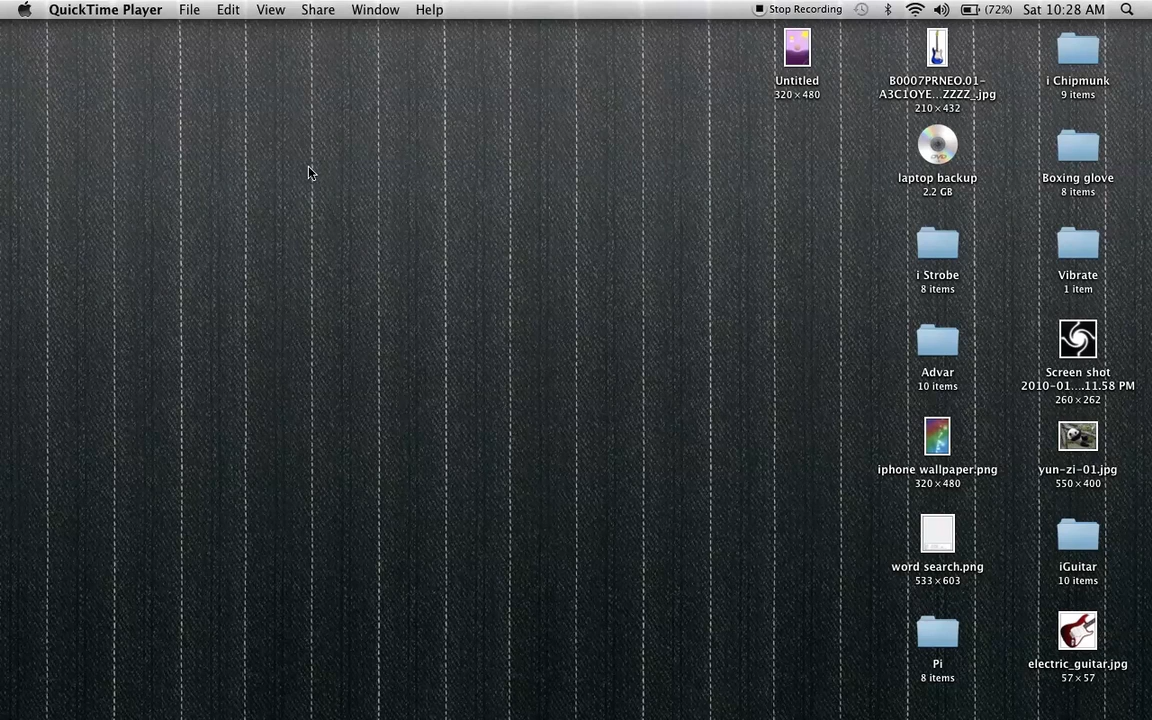 QuickTime Player File Edit View Share Window Help Stop Recording (72%) Sat 10:28 AM
Untitled
320×480
B0007PRNEO.01-
A3C1OYE...ZZZZ_.jpg
210×432
i Chipmunk
9 items
laptop backup
2.2 GB
Boxing glove
8 items
i Strobe
8 items
Vibrate
1 item
Advar
10 items
Screen shot
2010-01....11.58 PM
260×262
iphone wallpaper.png
320×480
yun-zi-01.jpg
550×400
word search.png
533×603
iGuitar
10 items
Pi
8 items
electric_guitar.jpg
57×57